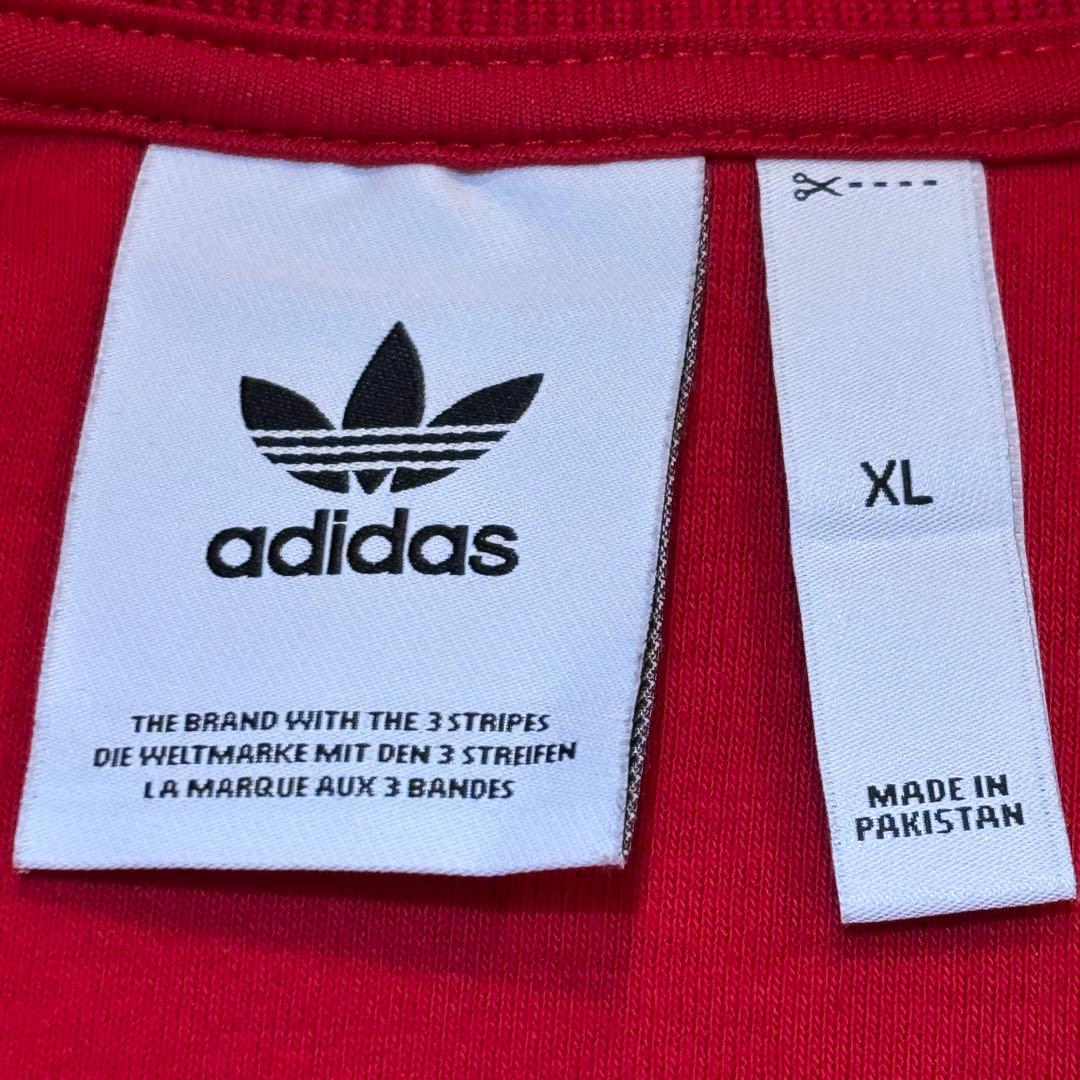 adidas
THE BRAND WITH THE 3 STRIPES
DIE WELTMARKE MIT DEN 3 STREIFEN
LA MARQUE AUX 3 BANDES
XL
MADE IN
PAKISTAN